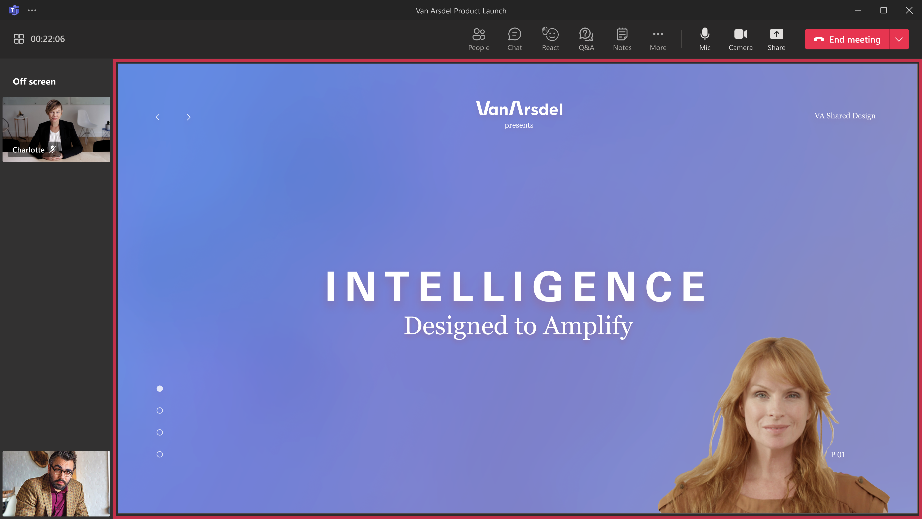 Van Arsdel Product Launch
00:22:06
People
Chat
React
Q&A
Notes
More
Mic
Camera
Share
End meeting
Off screen
Charlotte
VanArsdel
presents
VA Shared Design
INTELLIGENCE
Designed to Amplify
P 01